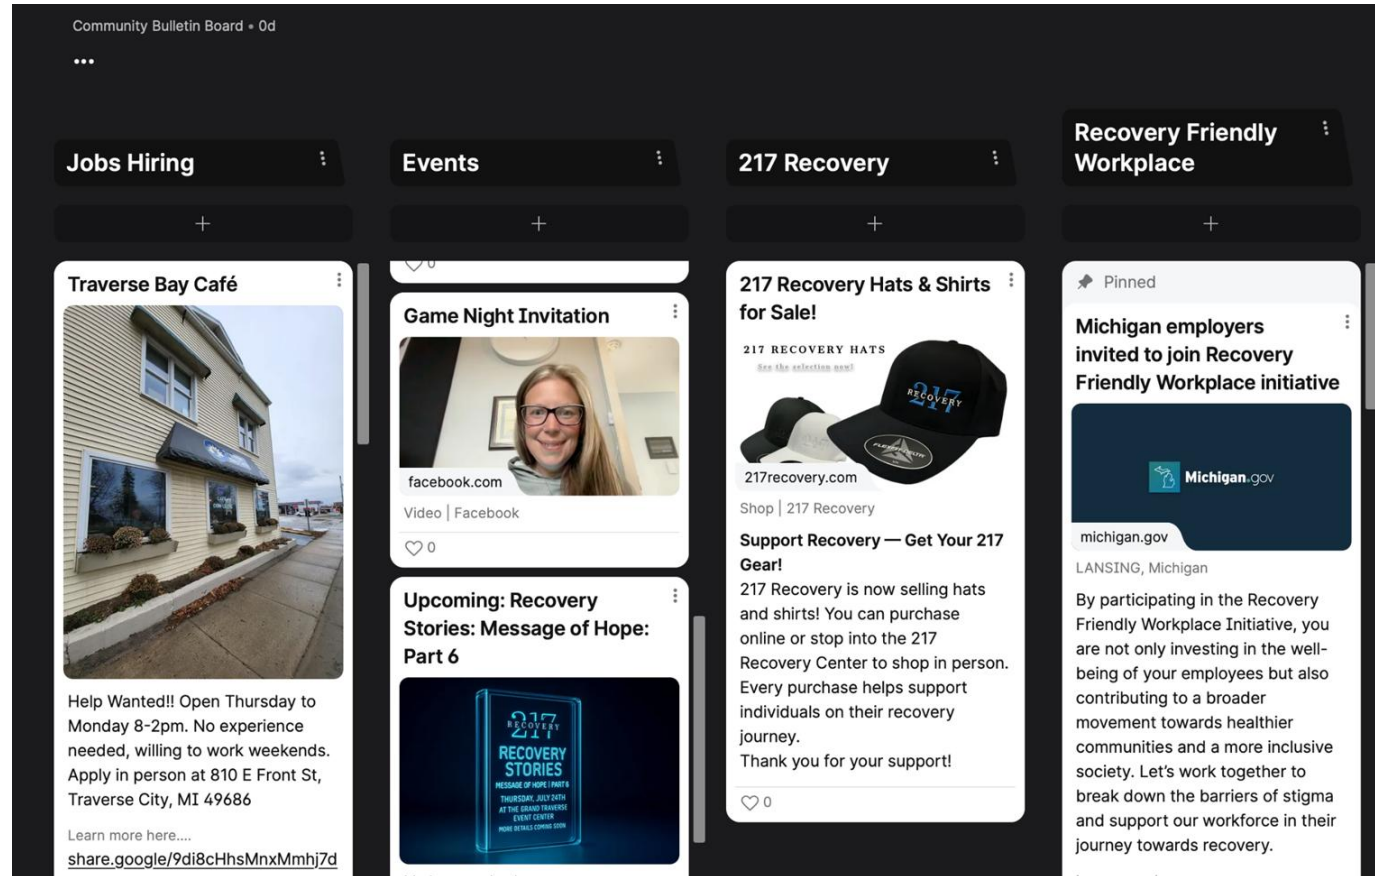 Community Bulletin Board • 0d
Jobs Hiring
Traverse Bay Café
Help Wanted!! Open Thursday to
Monday 8-2pm. No experience
needed, willing to work weekends.
Apply in person at 810 E Front St,
Traverse City, MI 49686
Learn more here....
share.google/9di8cHhsMnxMmhj7d
Events
0
Game Night Invitation
facebook.com
Video | Facebook
0
Upcoming: Recovery
Stories: Message of Hope:
Part 6
217
RECOVERY
RECOVERY
STORIES
MESSAGE OF HOPE | PART 6
THURSDAY, JULY 24TH
AT THE GRAND TRAVERSE
EVENT CENTER
MORE DETAILS COMING SOON
217 Recovery
217 Recovery Hats & Shirts
for Sale!
217 RECOVERY HATS
See the selection now!
217
RECOVERY
217recovery.com
Shop | 217 Recovery
Support Recovery — Get Your 217
Gear!
217 Recovery is now selling hats
and shirts! You can purchase
online or stop into the 217
Recovery Center to shop in person.
Every purchase helps support
individuals on their recovery
journey.
Thank you for your support!
0
Recovery Friendly
Workplace
Pinned
Michigan employers
invited to join Recovery
Friendly Workplace initiative
Michigan.gov
michigan.gov
LANSING, Michigan
By participating in the Recovery
Friendly Workplace Initiative, you
are not only investing in the well-
being of your employees but also
contributing to a broader
movement towards healthier
communities and a more inclusive
society. Let's work together to
break down the barriers of stigma
and support our workforce in their
journey towards recovery.